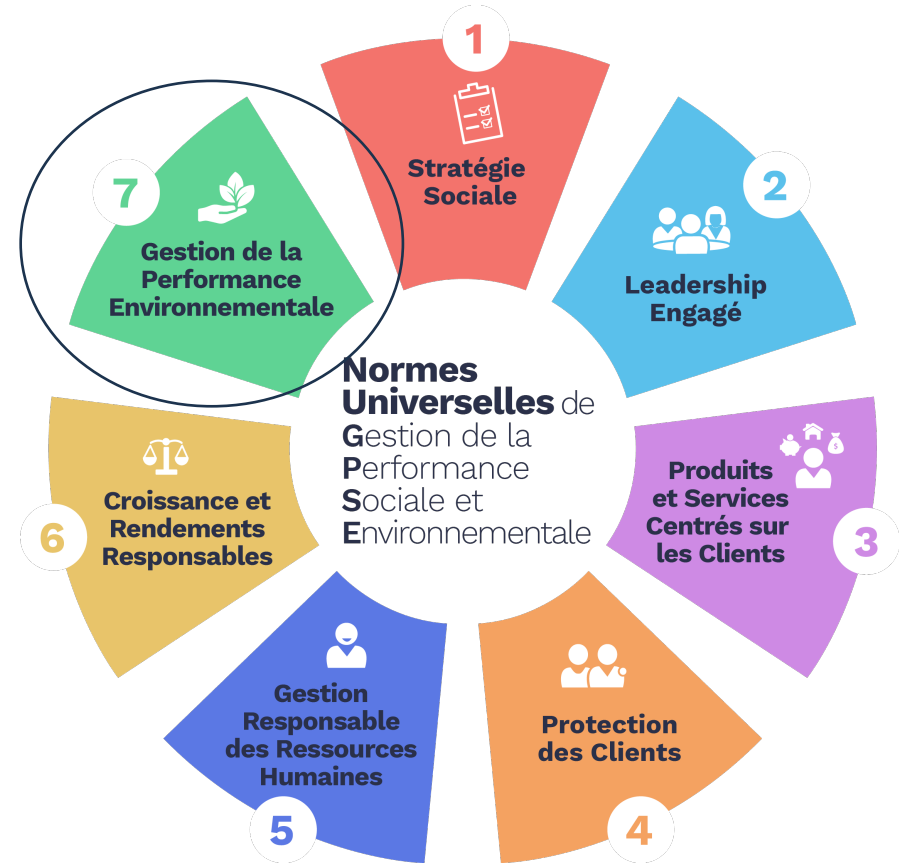 1
Stratégie
Sociale
2
Leadership
Engagé
3
Produits
et Services
Centrés sur
les Clients
$
4
Protection
des Clients
5
Gestion
Responsable
des Ressources
Humaines
6
Croissance et
Rendements
Responsables
7
Gestion de la
Performance
Environnementale
Normes
Universelles de
Gestion de la
Performance
Sociale et
Environnementale